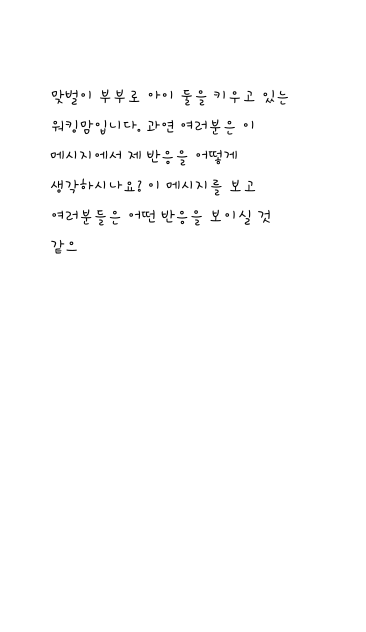 맞벌이 부부로 아이 둘을 키우고 있는
워킹맘입니다. 과연 여러분은 이
메시지에서 제 반응을 어떻게
생각하시나요? 이 메시지를 보고
여러분들은 어떤 반응을 보이실 것
같으